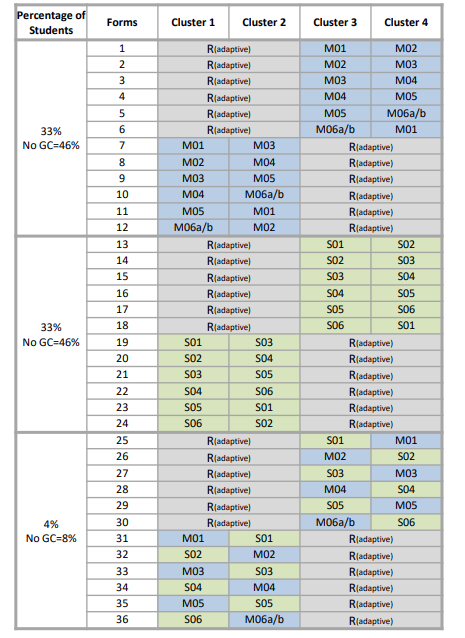 Percentage of Students Forms Cluster 1 Cluster 2 Cluster 3 Cluster 4
1 R(adaptive) M01 M02
2 R(adaptive) M02 M03
3 R(adaptive) M03 M04
4 R(adaptive) M04 M05
5 R(adaptive) M05 M06a/b
6 R(adaptive) M06a/b M01
33%
No GC=46%
7 M01 M03 R(adaptive)
8 M02 M04 R(adaptive)
9 M03 M05 R(adaptive)
10 M04 M06a/b R(adaptive)
11 M05 M01 R(adaptive)
12 M06a/b M02 R(adaptive)
13 R(adaptive) S01 S02
14 R(adaptive) S02 S03
15 R(adaptive) S03 S04
16 R(adaptive) S04 S05
17 R(adaptive) S05 S06
18 R(adaptive) S06 S01
33%
No GC=46%
19 S01 S03 R(adaptive)
20 S02 S04 R(adaptive)
21 S03 S05 R(adaptive)
22 S04 S06 R(adaptive)
23 S05 S01 R(adaptive)
24 S06 S02 R(adaptive)
25 R(adaptive) S01 M01
26 R(adaptive) M02 S02
27 R(adaptive) S03 M03
28 R(adaptive) M04 S04
29 R(adaptive) S05 M05
30 R(adaptive) M06a/b S06
4%
No GC=8%
31 M01 S01 R(adaptive)
32 S02 M02 R(adaptive)
33 M03 S03 R(adaptive)
34 S04 M04 R(adaptive)
35 M05 S05 R(adaptive)
36 S06 M06a/b R(adaptive)